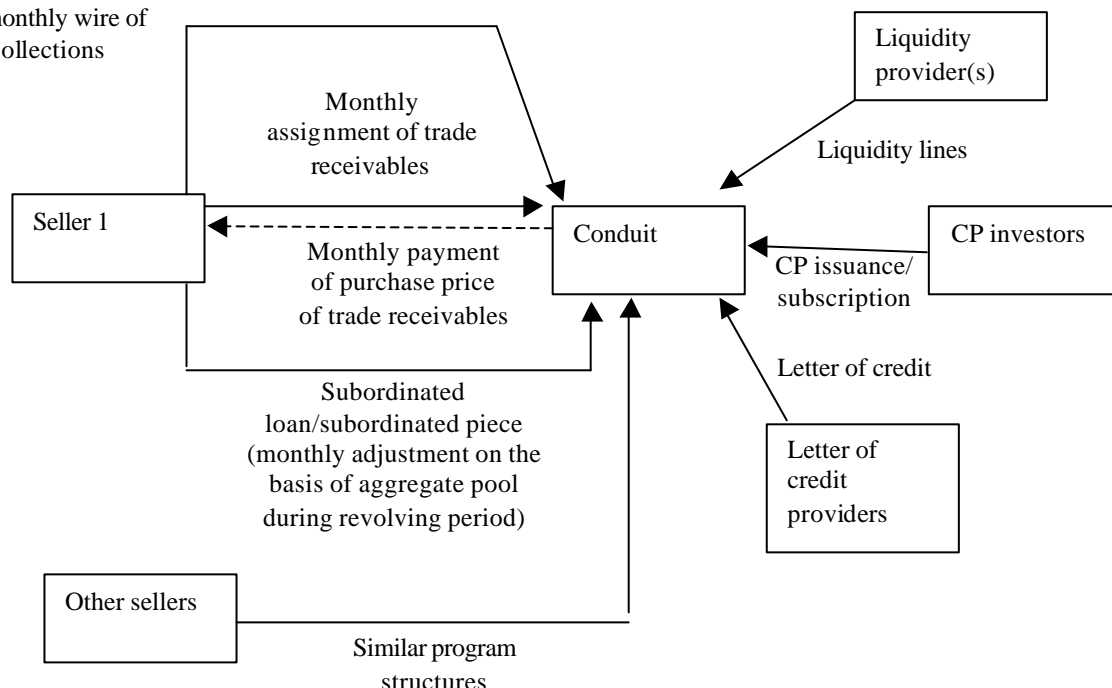 monthly wire of
collections
Liquidity
provider(s)
Monthly
assignment of trade
receivables
Liquidity lines
Seller 1
Conduit
CP investors
Monthly payment
of purchase price
of trade receivables
CP issuance/
subscription
Letter of credit
Subordinated
loan/subordinated piece
(monthly adjustment on the
basis of aggregate pool
during revolving period)
Letter of
credit
providers
Other sellers
Similar program
structures